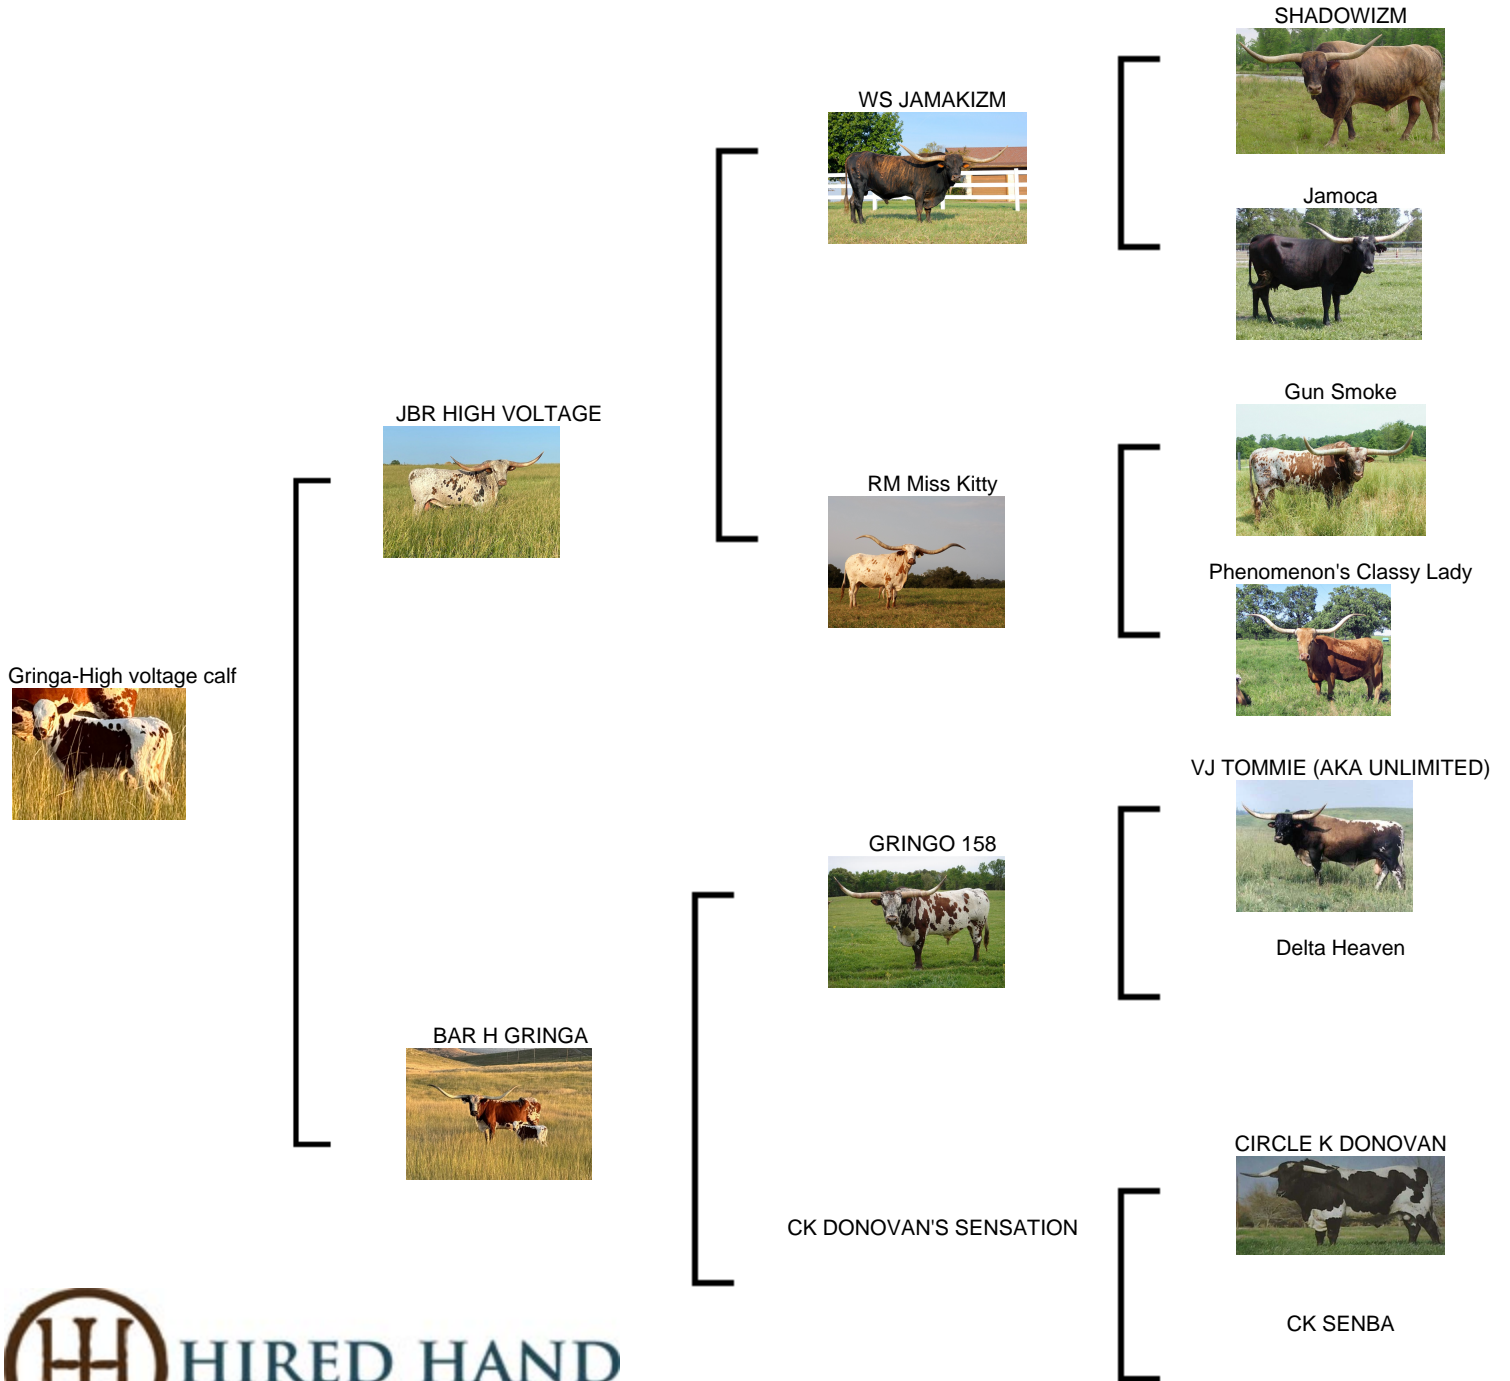 SHADOWIZM
WS JAMAKIZM
Jamoca
Gun Smoke
JBR HIGH VOLTAGE
RM Miss Kitty
Phenomenon's Classy Lady
Gringa-High voltage calf
VJ TOMMIE (AKA UNLIMITED)
GRINGO 158
Delta Heaven
BAR H GRINGA
CIRCLE K DONOVAN
CK DONOVAN'S SENSATION
CK SENBA
HIRED HAND